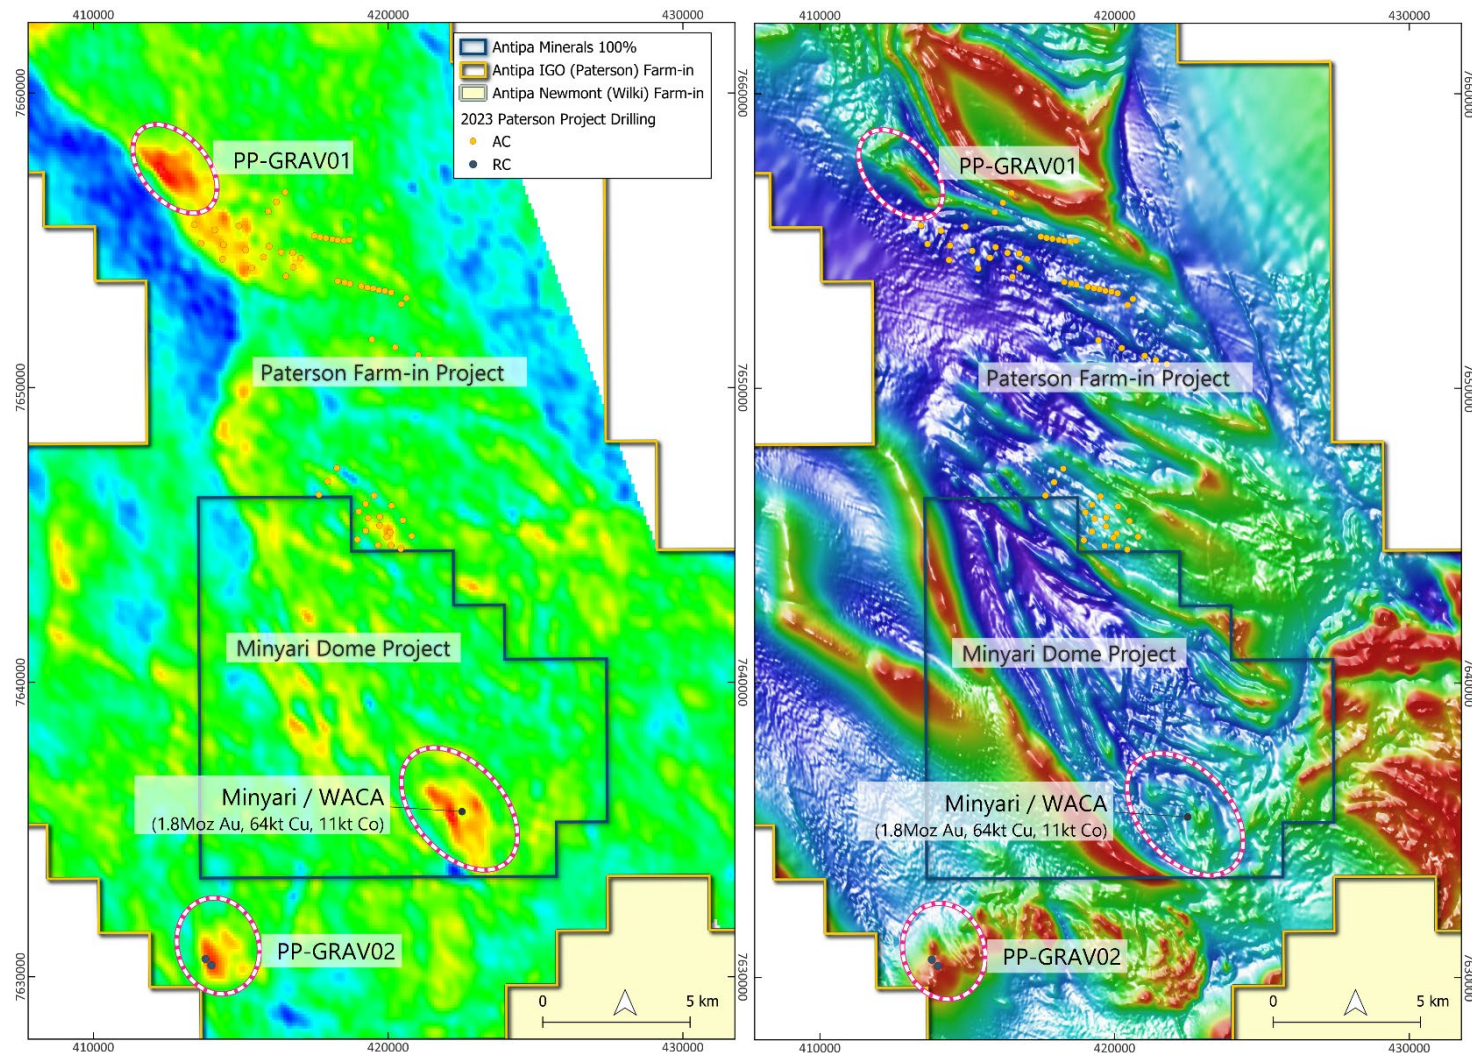 410000
420000
430000
410000
420000
430000
Antipa Minerals 100%
Antipa IGO (Paterson) Farm-in
Antipa Newmont (Wilki) Farm-in
2023 Paterson Project Drilling
AC
RC
7660000
7660000
7660000
PP-GRAV01
PP-GRAV01
Paterson Farm-in Project
Paterson Farm-in Project
7650000
7650000
7650000
Minyari Dome Project
Minyari Dome Project
7640000
7640000
7640000
Minyari / WACA
(1.8Moz Au, 64kt Cu, 11kt Co)
Minyari / WACA
(1.8Moz Au, 64kt Cu, 11kt Co)
PP-GRAV02
PP-GRAV02
7630000
7630000
7630000
0
5 km
0
5 km
410000
420000
430000
410000
420000
430000